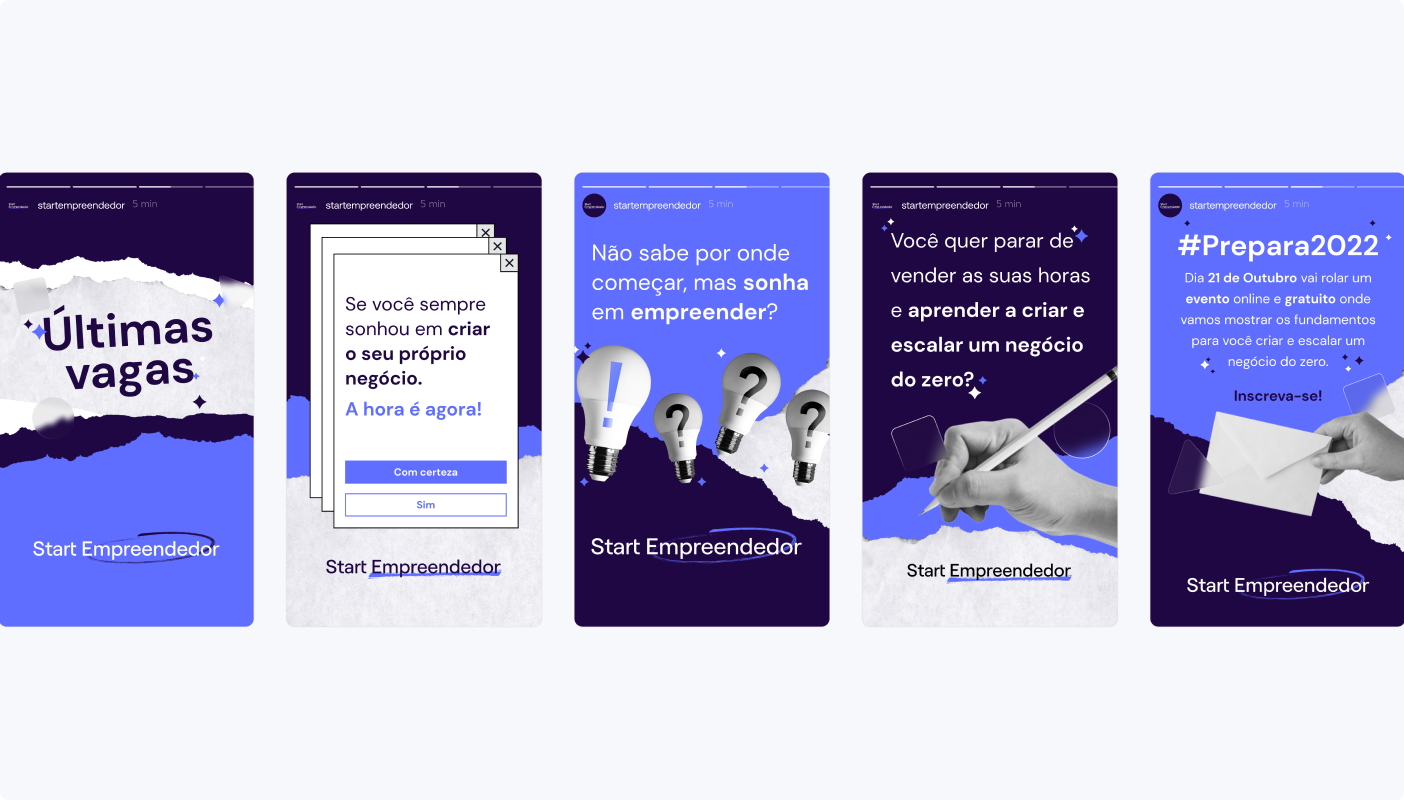 startempreendedor 5 min
Últimas
vagas
Start Empreendedor
startempreendedor 5 min
Se você sempre
sonhou em criar
o seu próprio
negócio.
A hora é agora!
Com certeza
Sim
Start Empreendedor
startempreendedor 5 min
Não sabe por onde
começar, mas sonha
em empreender?
Start Empreendedor
startempreendedor 5 min
Você quer parar de
vender as suas horas
e aprender a criar e
escalar um negócio
do zero?
Start Empreendedor
startempreendedor 5 min
#Prepara2022
Dia 21 de Outubro vai rolar um
evento online e gratuito onde
vamos mostrar os fundamentos
para você criar e escalar um
negócio do zero.
Inscreva-se!
Start Empreendedor